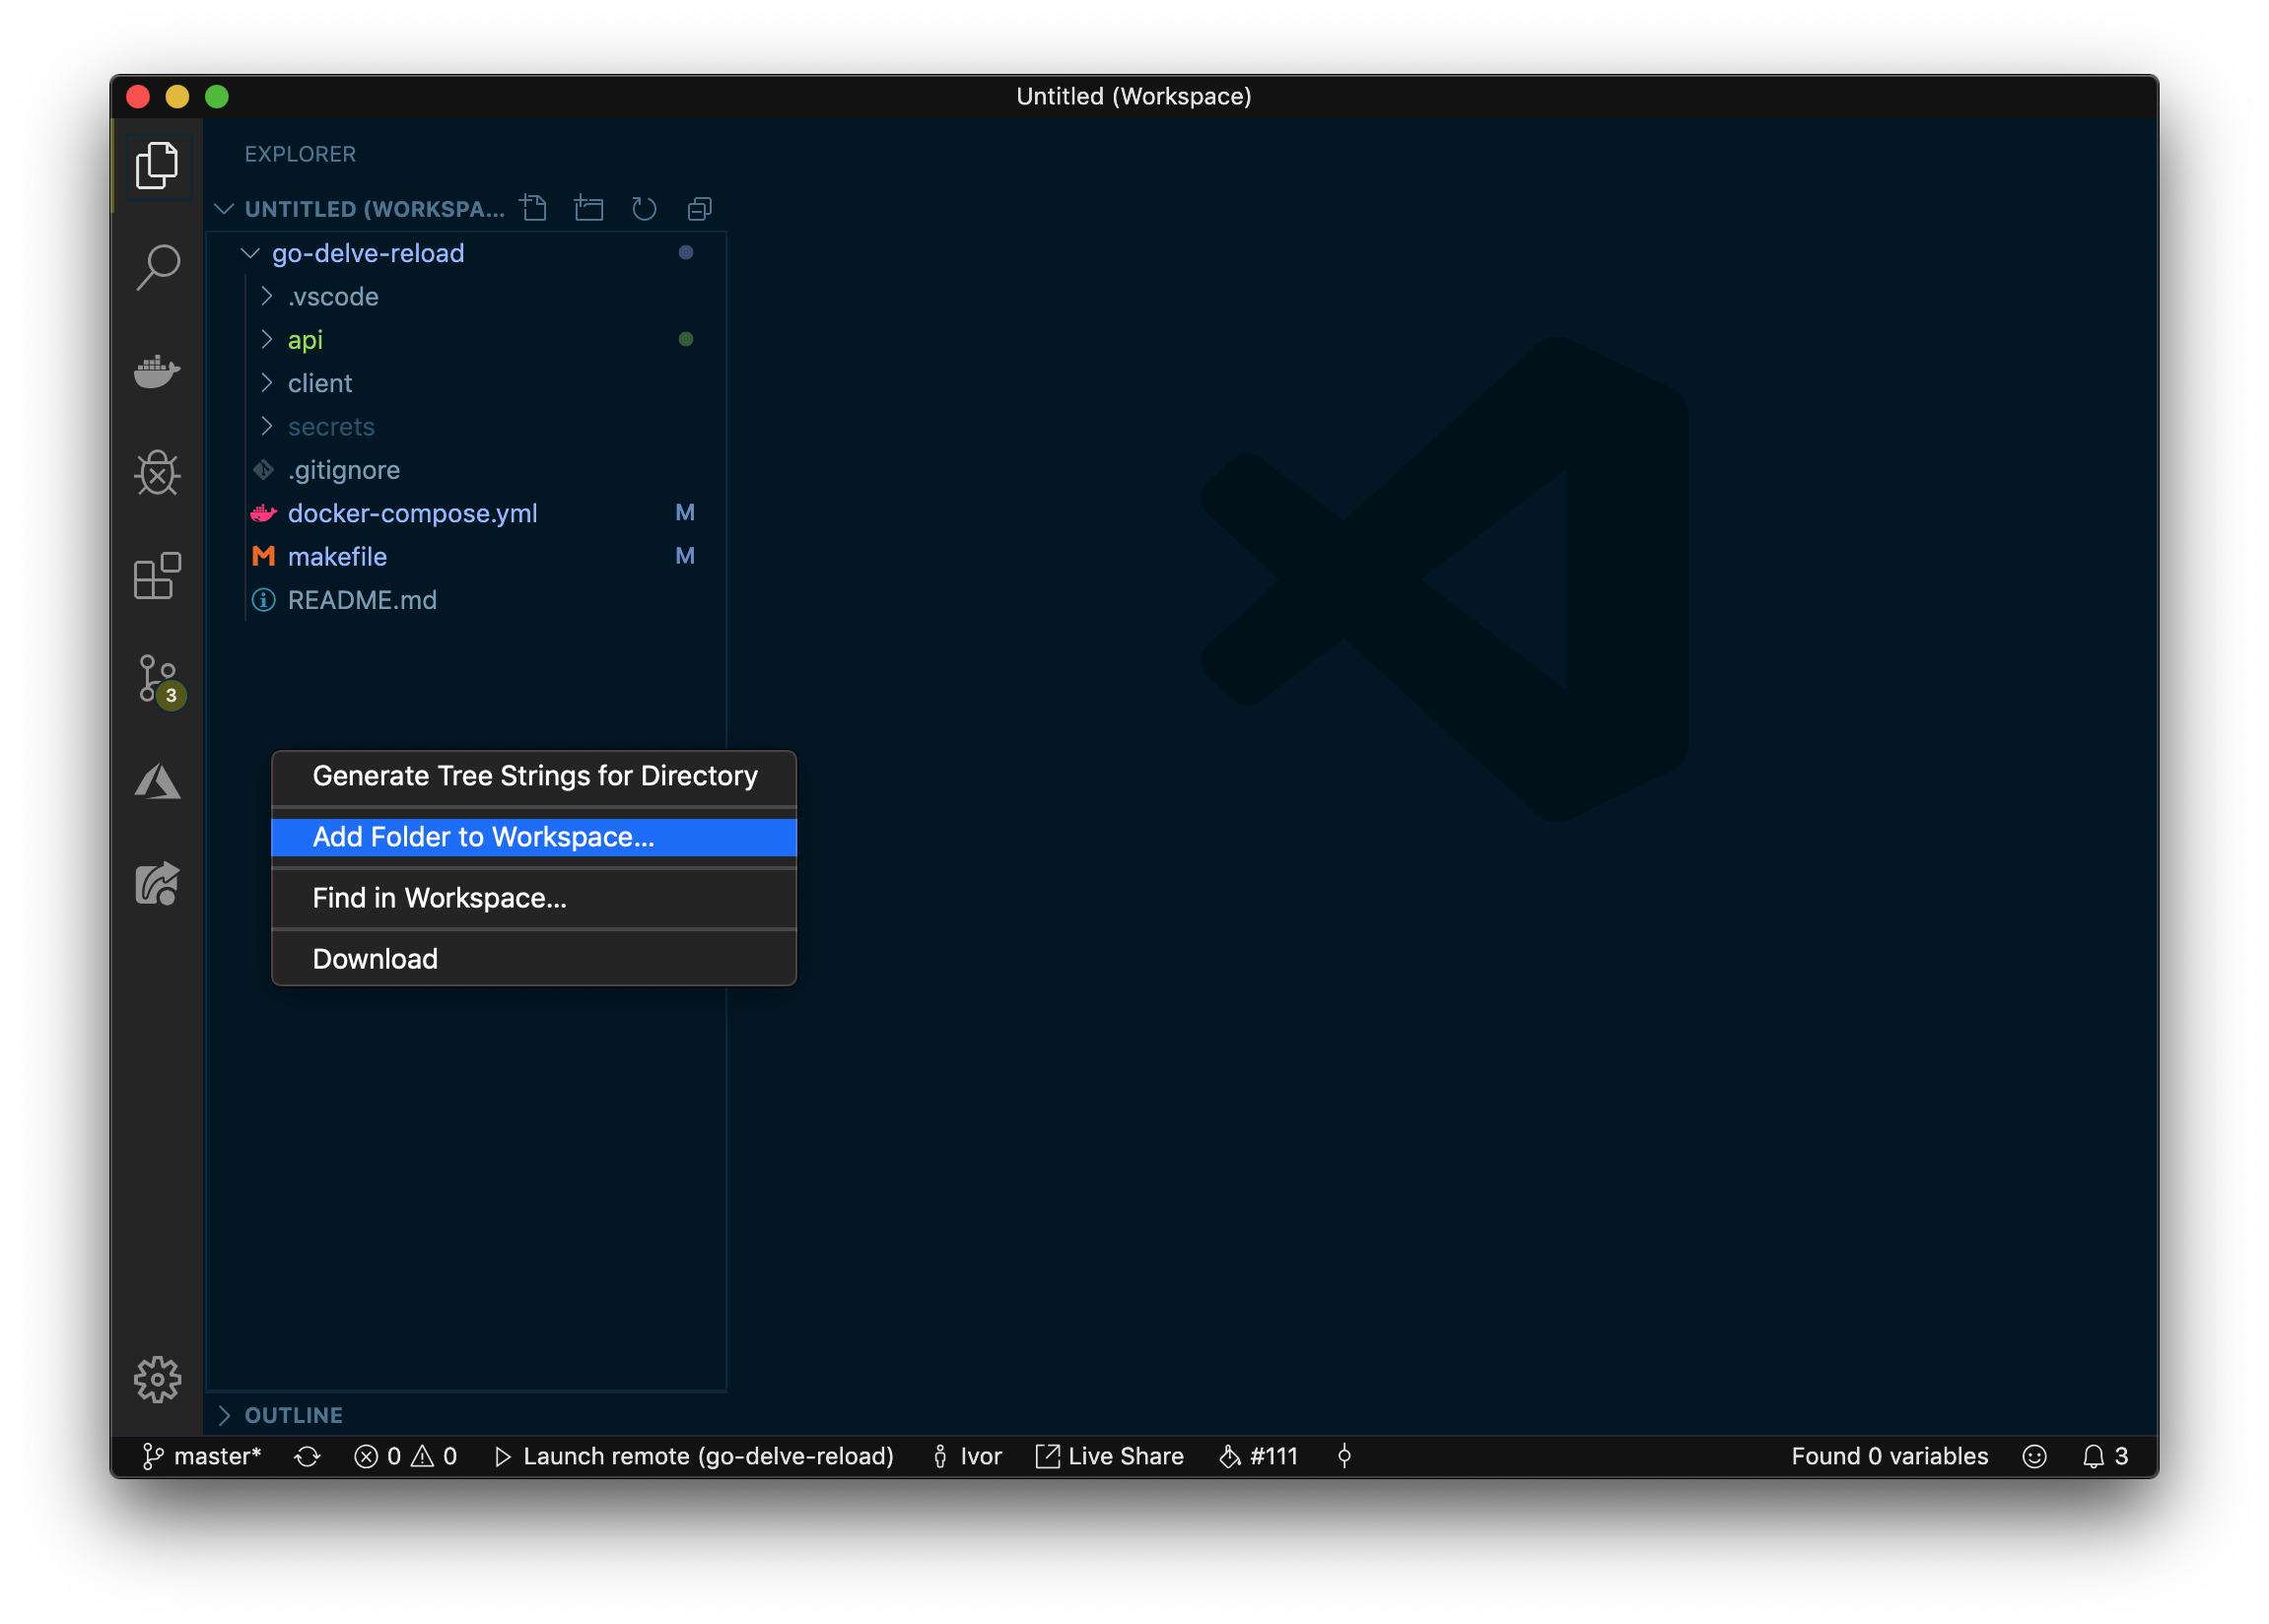 Untitled (Workspace)
EXPLORER
UNTITLED (WORKSPA...
go-delve-reload
.vscode
api
client
secrets
.gitignore
docker-compose.yml M
makefile M
README.md
3
Generate Tree Strings for Directory
Add Folder to Workspace...
Find in Workspace...
Download
OUTLINE
master* 0 0 Launch remote (go-delve-reload) Ivor Live Share #111 Found 0 variables 3